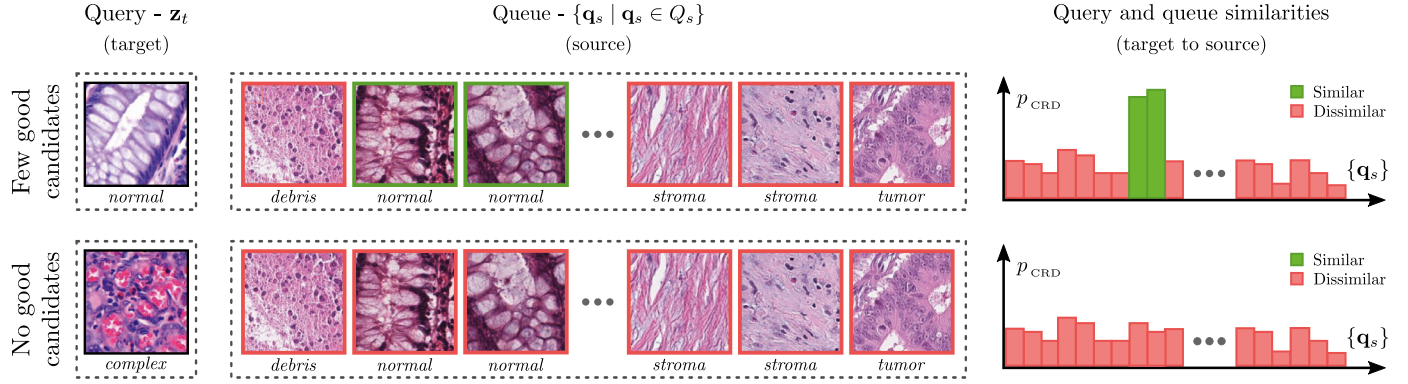 Query - z_t
(target)
Queue - {q_s | q_s ∈ Q_s}
(source)
Query and queue similarities
(target to source)
Few good
candidates
normal
debris
normal
normal
stroma
stroma
tumor
p_CRD
Similar
Dissimilar
{q_s}
No good
candidates
complex
debris
normal
normal
stroma
stroma
tumor
p_CRD
Similar
Dissimilar
{q_s}